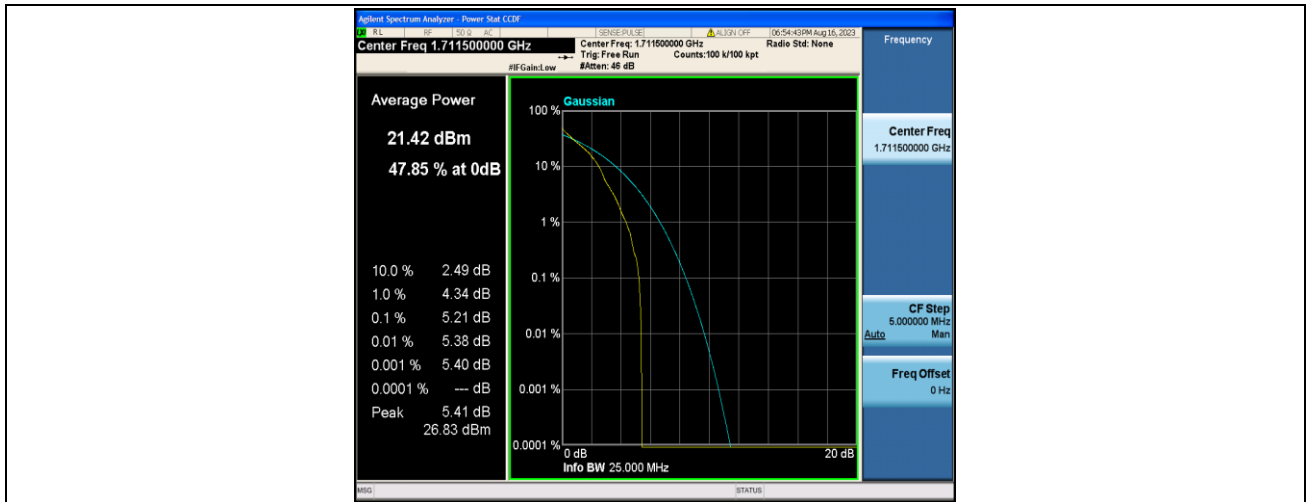 Agilent Spectrum Analyzer - Power Stat CCDF
RL RF 50 Ω AC SENSE:PULSE ALIGN OFF 06:54:43PM Aug 16, 2023
Center Freq 1.711500000 GHz
Center Freq: 1.711500000 GHz Radio Std: None
Trig: Free Run Counts:100 k/100 kpt
#IFGain:Low #Atten: 46 dB
Frequency
Average Power
21.42 dBm
47.85 % at 0dB
10.0 % 2.49 dB
1.0 % 4.34 dB
0.1 % 5.21 dB
0.01 % 5.38 dB
0.001 % 5.40 dB
0.0001 % --- dB
Peak 5.41 dB
26.83 dBm
Gaussian
100 %
10 %
1 %
0.1 %
0.01 %
0.001 %
0.0001 %
0 dB 20 dB
Info BW 25.000 MHz
Center Freq
1.711500000 GHz
CF Step
5.000000 MHz
Auto Man
Freq Offset
0 Hz
MSG STATUS